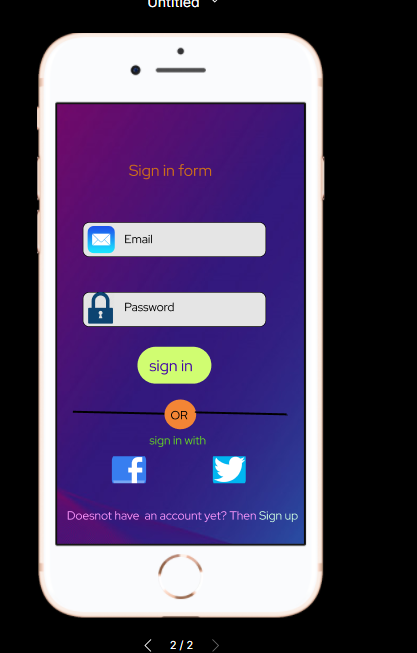 Untitled
Sign in form
Email
Password
sign in
OR
sign in with
Doesnot have an account yet? Then Sign up
2 / 2